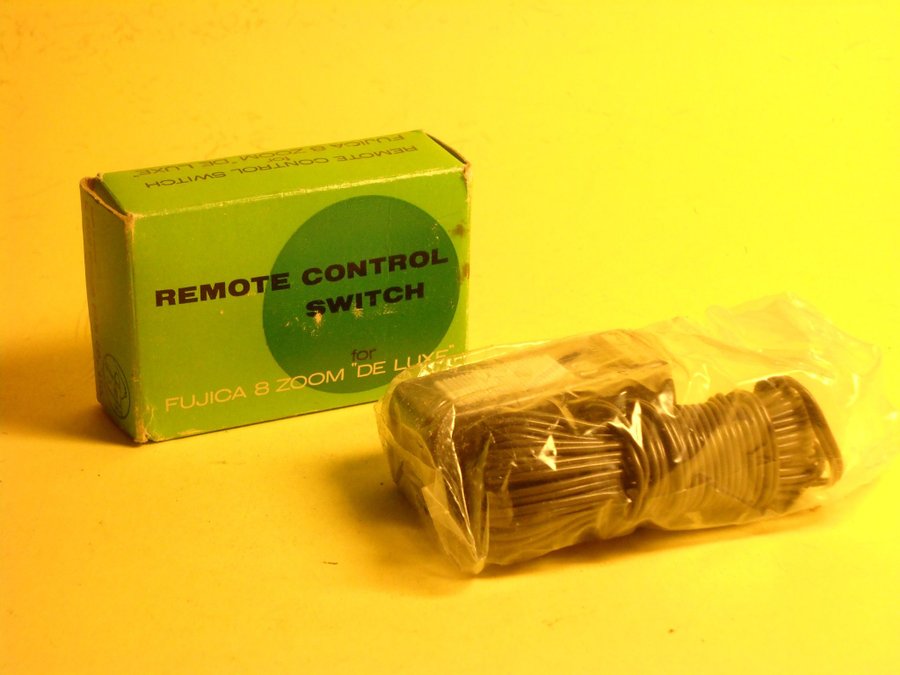 REMOTE CONTROL SWITCH
for
FUJICA 8 ZOOM "DE LUXE"
REMOTE CONTROL
SWITCH
for
FUJICA 8 ZOOM "DE LUXE"